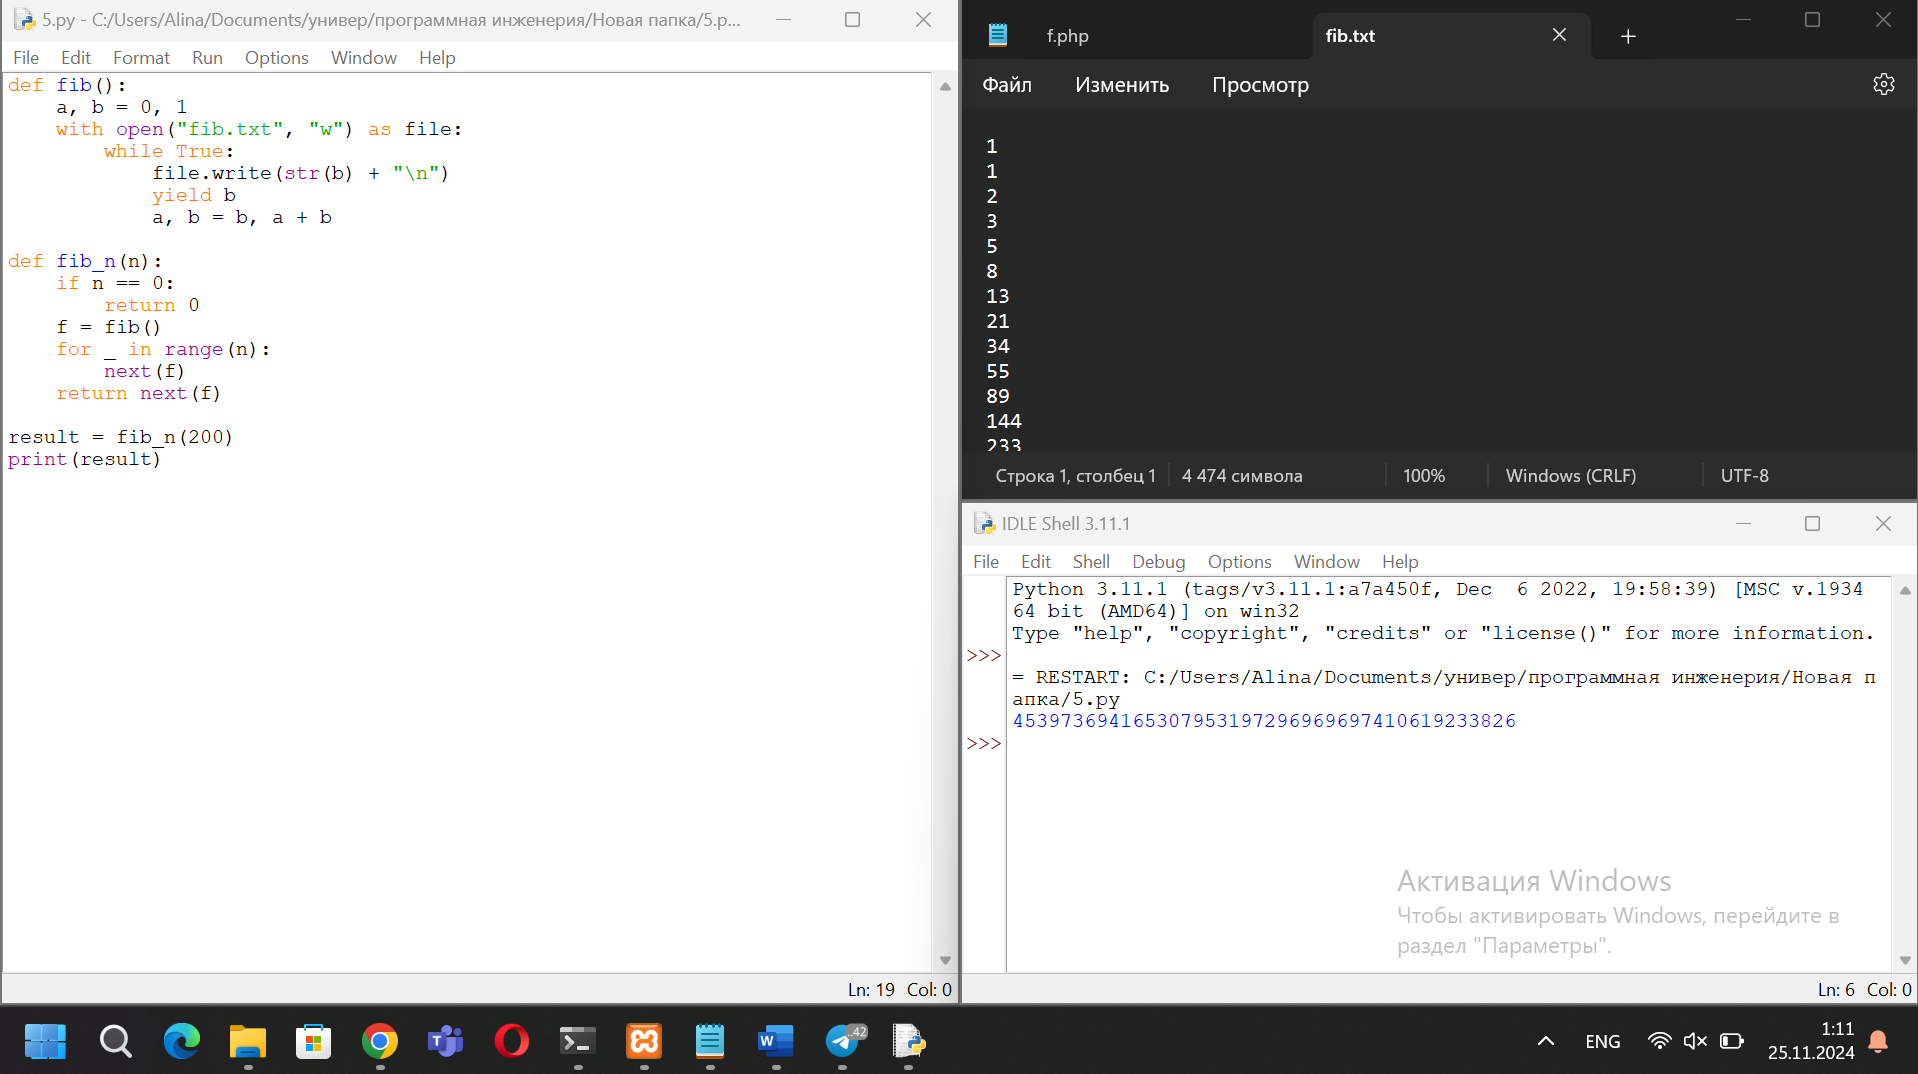 5.py - C:/Users/Alina/Documents/универ/программная инженерия/Новая папка/5.p...
File Edit Format Run Options Window Help
def fib():
    a, b = 0, 1
    with open("fib.txt", "w") as file:
        while True:
            file.write(str(b) + "\n")
            yield b
            a, b = b, a + b
def fib_n(n):
    if n == 0:
        return 0
    f = fib()
    for _ in range(n):
        next(f)
    return next(f)
result = fib_n(200)
print(result)
Ln: 19 Col: 0
f.php fib.txt
Файл Изменить Просмотр
1
1
2
3
5
8
13
21
34
55
89
144
233
Строка 1, столбец 1 4 474 символа 100% Windows (CRLF) UTF-8
IDLE Shell 3.11.1
File Edit Shell Debug Options Window Help
Python 3.11.1 (tags/v3.11.1:a7a450f, Dec  6 2022, 19:58:39) [MSC v.1934
64 bit (AMD64)] on win32
Type "help", "copyright", "credits" or "license()" for more information.
>>>
= RESTART: C:/Users/Alina/Documents/универ/программная инженерия/Новая п
апка/5.py
453973694165307953197296969697410619233826
>>>
Активация Windows
Чтобы активировать Windows, перейдите в
раздел "Параметры".
Ln: 6 Col: 0
42
ENG
1:11
25.11.2024